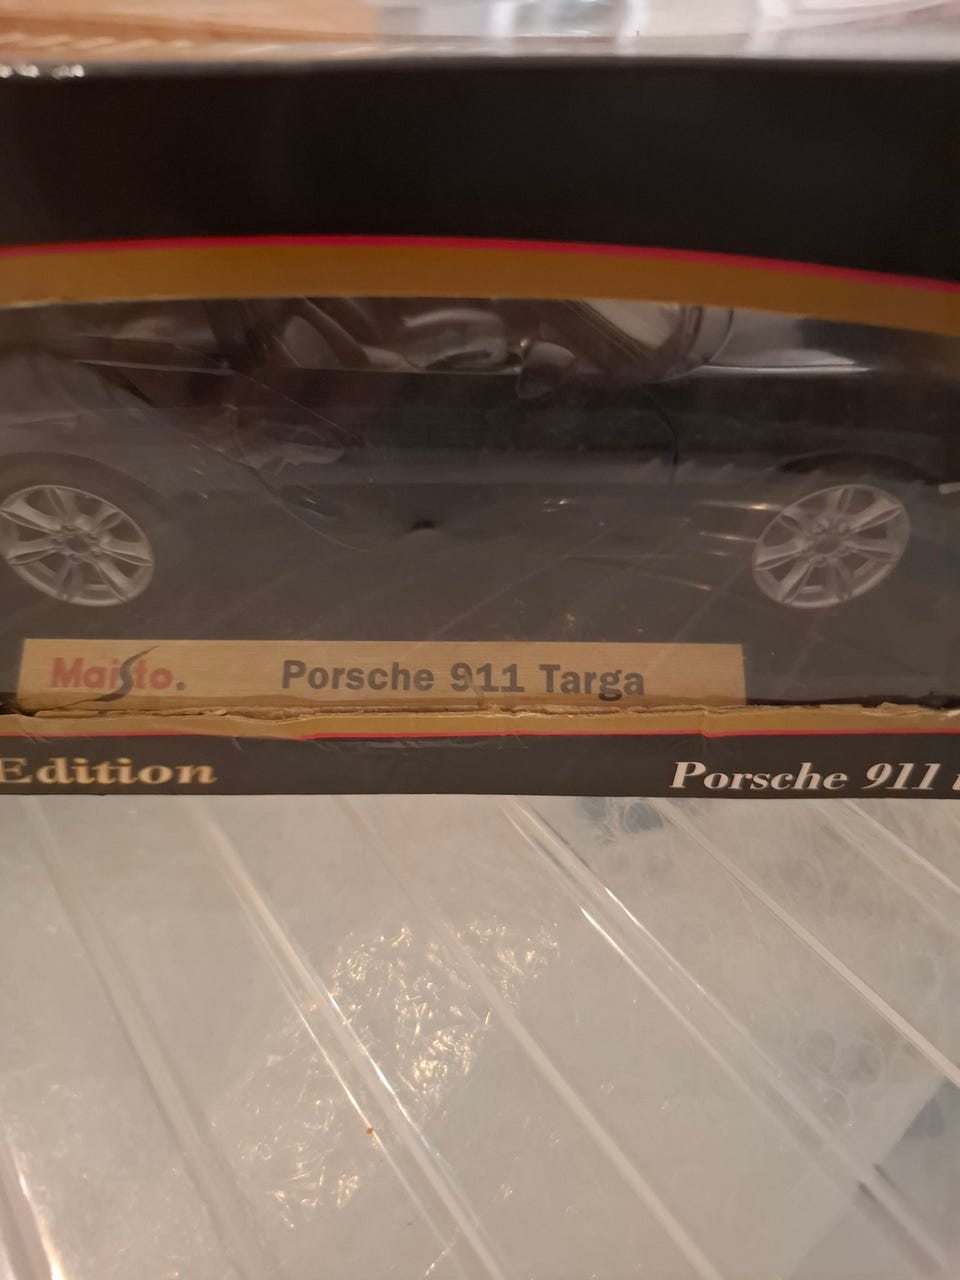 Maisto.
Porsche 911 Targa
Edition
Porsche 911 t